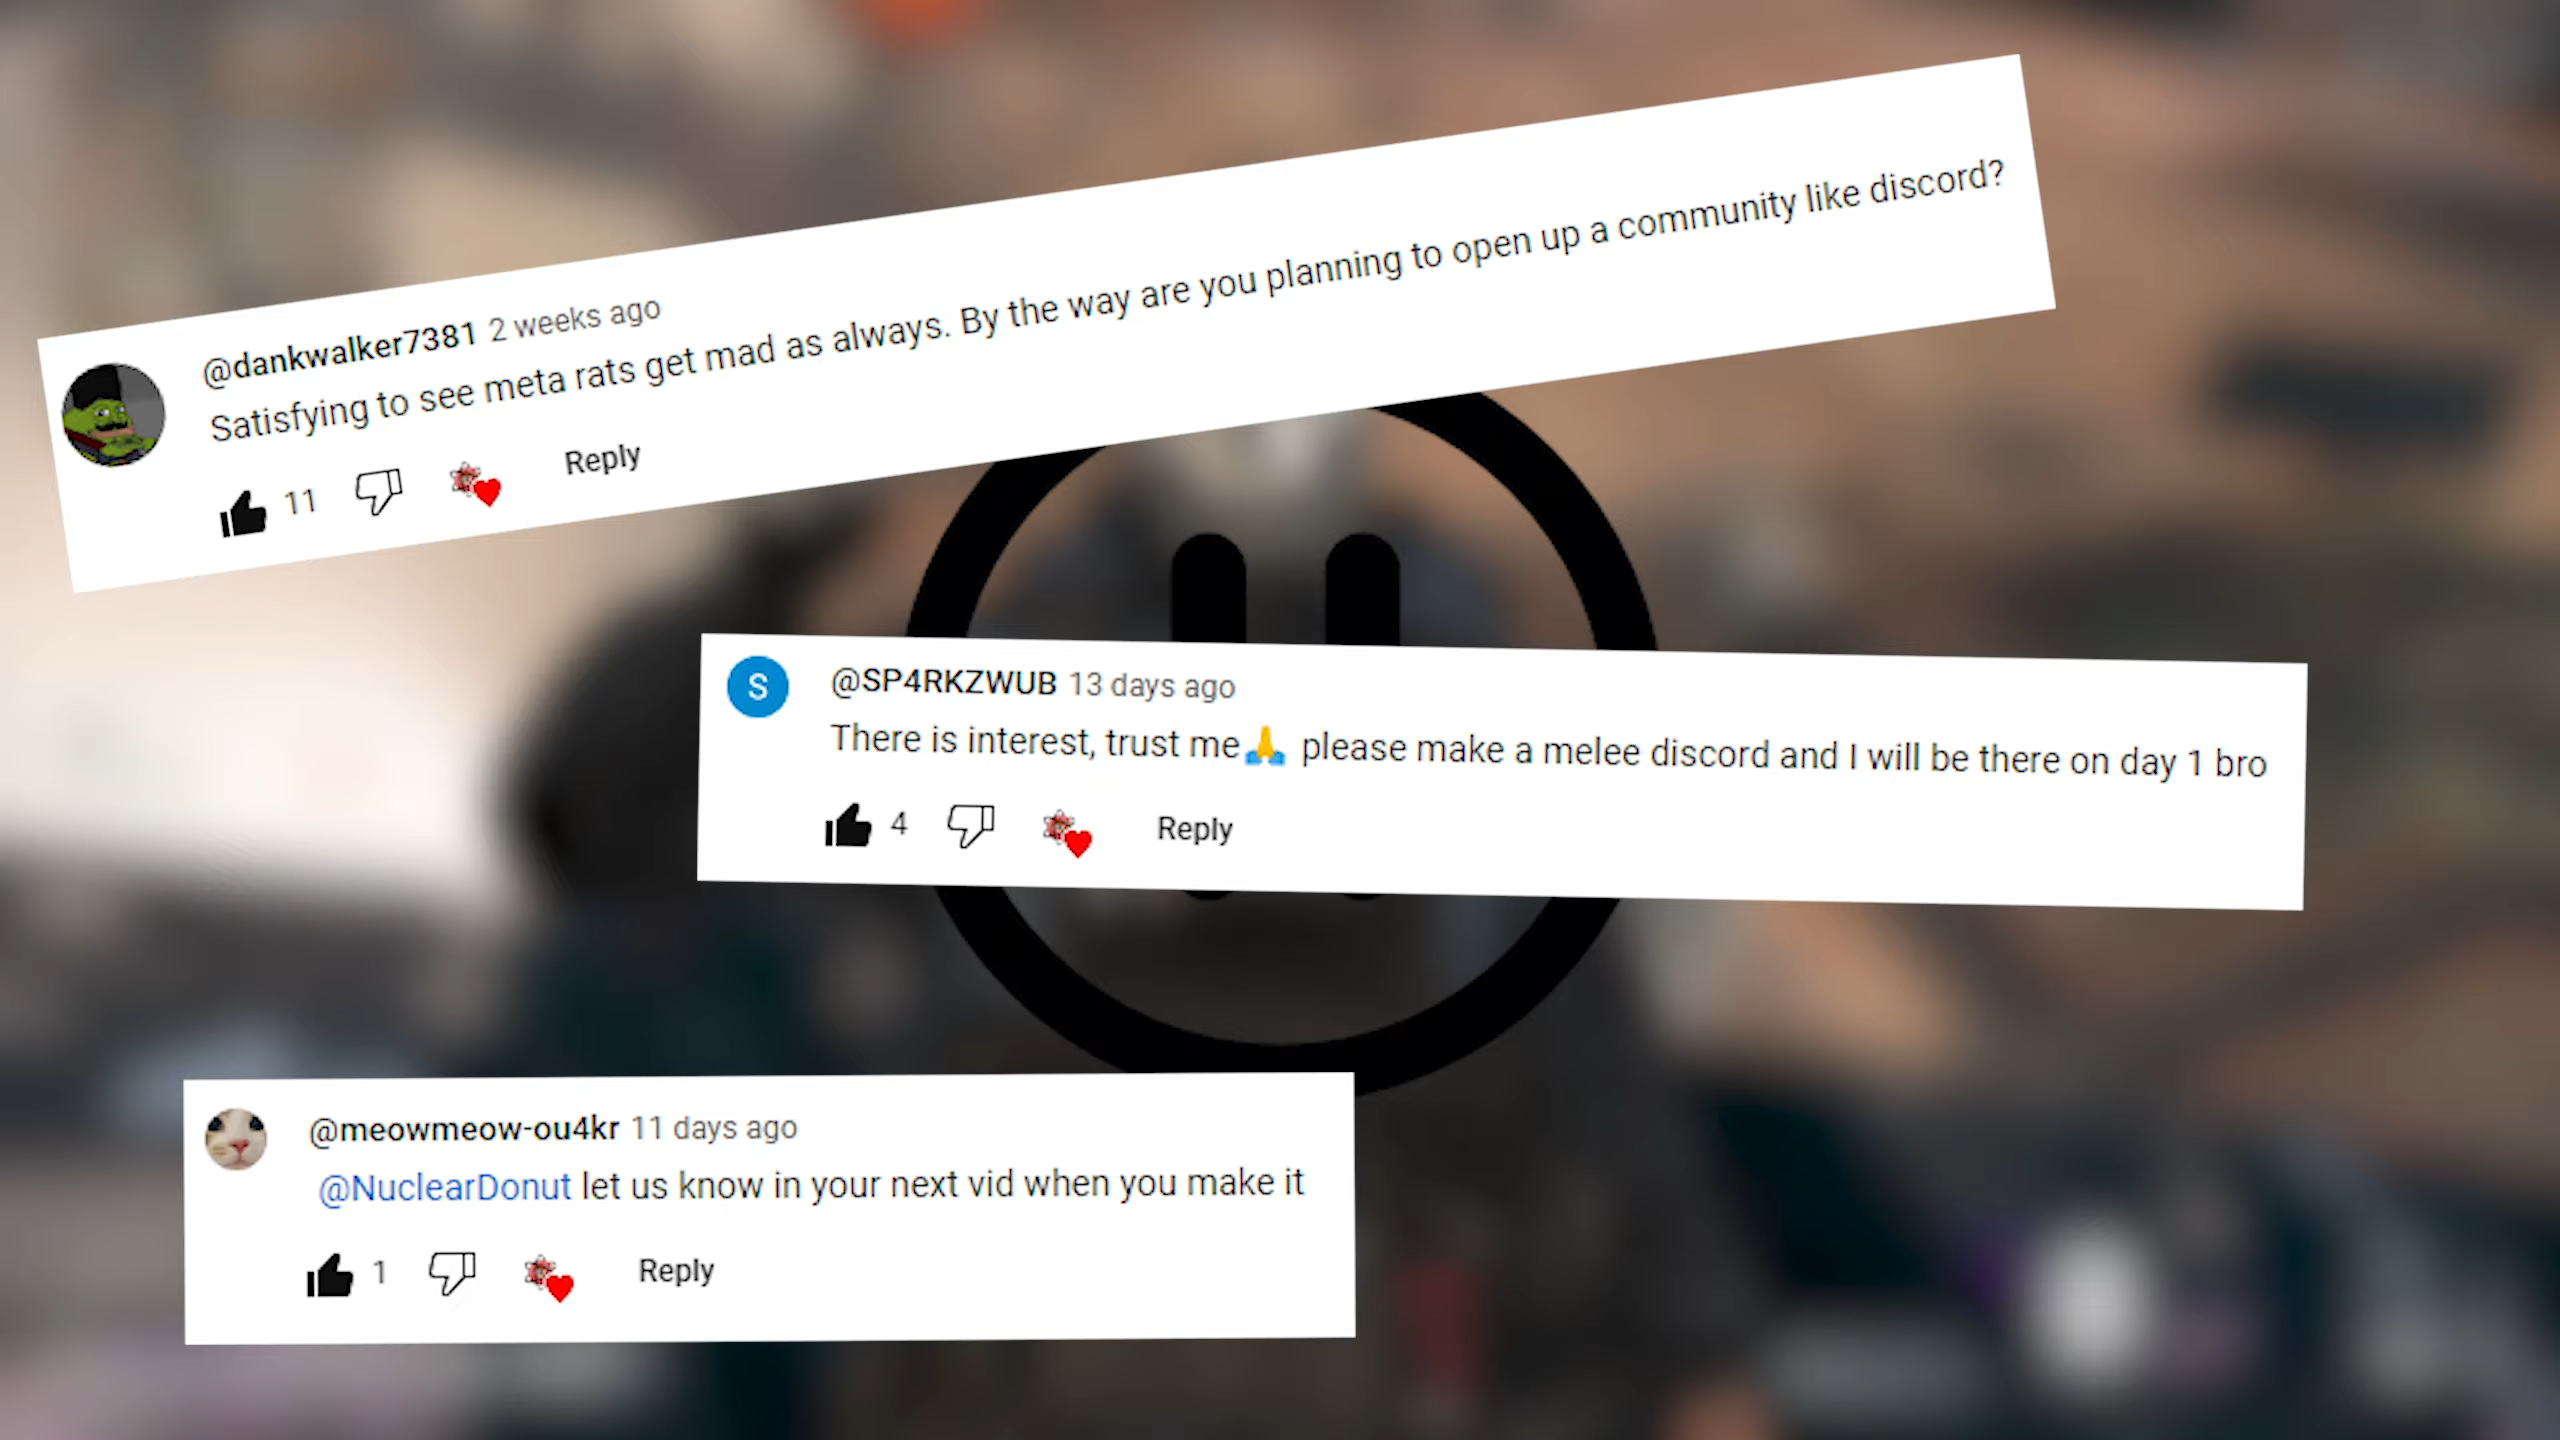 @dankwalker7381 2 weeks ago
Satisfying to see meta rats get mad as always. By the way are you planning to open up a community like discord?
11 Reply
S @SP4RKZWUB 13 days ago
There is interest, trust me🙏 please make a melee discord and I will be there on day 1 bro
4 Reply
@meowmeow-ou4kr 11 days ago
@NuclearDonut let us know in your next vid when you make it
1 Reply